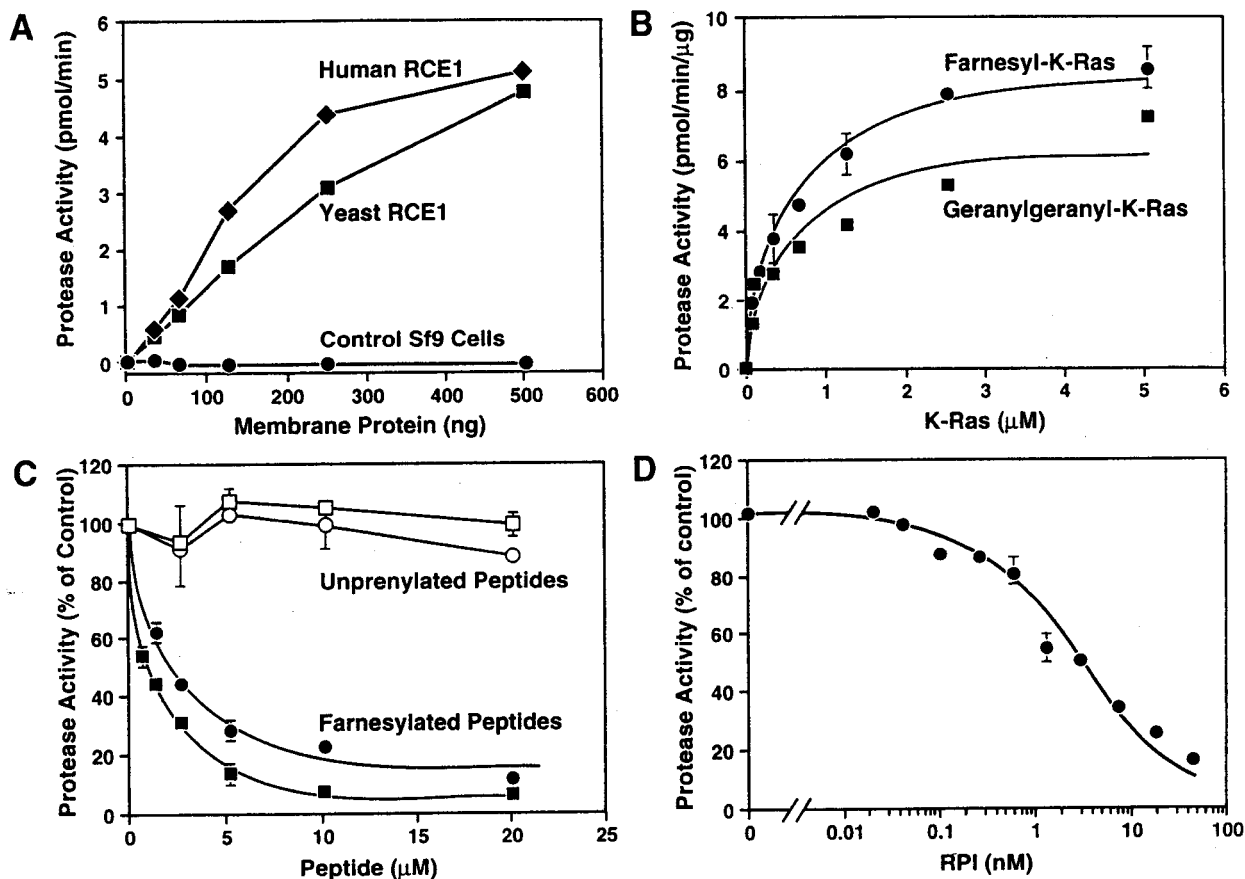 A
Protease Activity (pmol/min)
6
5
4
3
2
1
0
Human RCE1
Yeast RCE1
Control Sf9 Cells
0 100 200 300 400 500 600
Membrane Protein (ng)
B
Protease Activity (pmol/min/μg)
10
8
6
4
2
0
Farnesyl-K-Ras
Geranylgeranyl-K-Ras
0 1 2 3 4 5 6
K-Ras (μM)
C
Protease Activity (% of Control)
120
100
80
60
40
20
0
Unprenylated Peptides
Farnesylated Peptides
0 5 10 15 20 25
Peptide (μM)
D
Protease Activity (% of control)
120
100
80
60
40
20
0
0 0.01 0.1 1 10 100
RPI (nM)